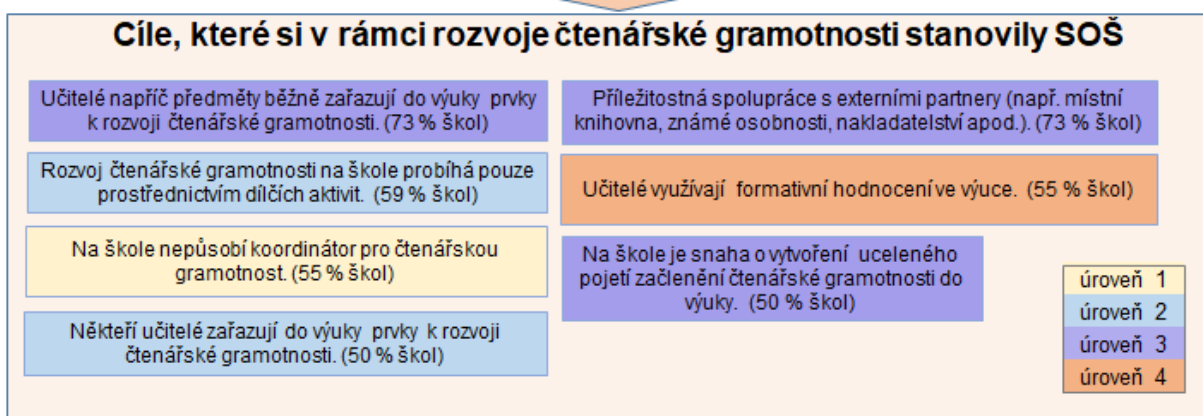 Cíle, které si v rámci rozvoje čtenářské gramotnosti stanovily SOŠ
Učitelé napříč předměty běžně zařazují do výuky prvky
k rozvoji čtenářské gramotnosti. (73 % škol)
Rozvoj čtenářské gramotnosti na škole probíhá pouze
prostřednictvím dílčích aktivit. (59 % škol)
Na škole nepůsobí koordinátor pro čtenářskou
gramotnost. (55 % škol)
Někteří učitelé zařazují do výuky prvky k rozvoji
čtenářské gramotnosti. (50 % škol)
Příležitostná spolupráce s externími partnery (např. místní
knihovna, známé osobnosti, nakladatelství apod.). (73 % škol)
Učitelé využívají formativní hodnocení ve výuce. (55 % škol)
Na škole je snaha o vytvoření uceleného
pojetí začlenění čtenářské gramotnosti do
výuky. (50 % škol)
úroveň 1
úroveň 2
úroveň 3
úroveň 4